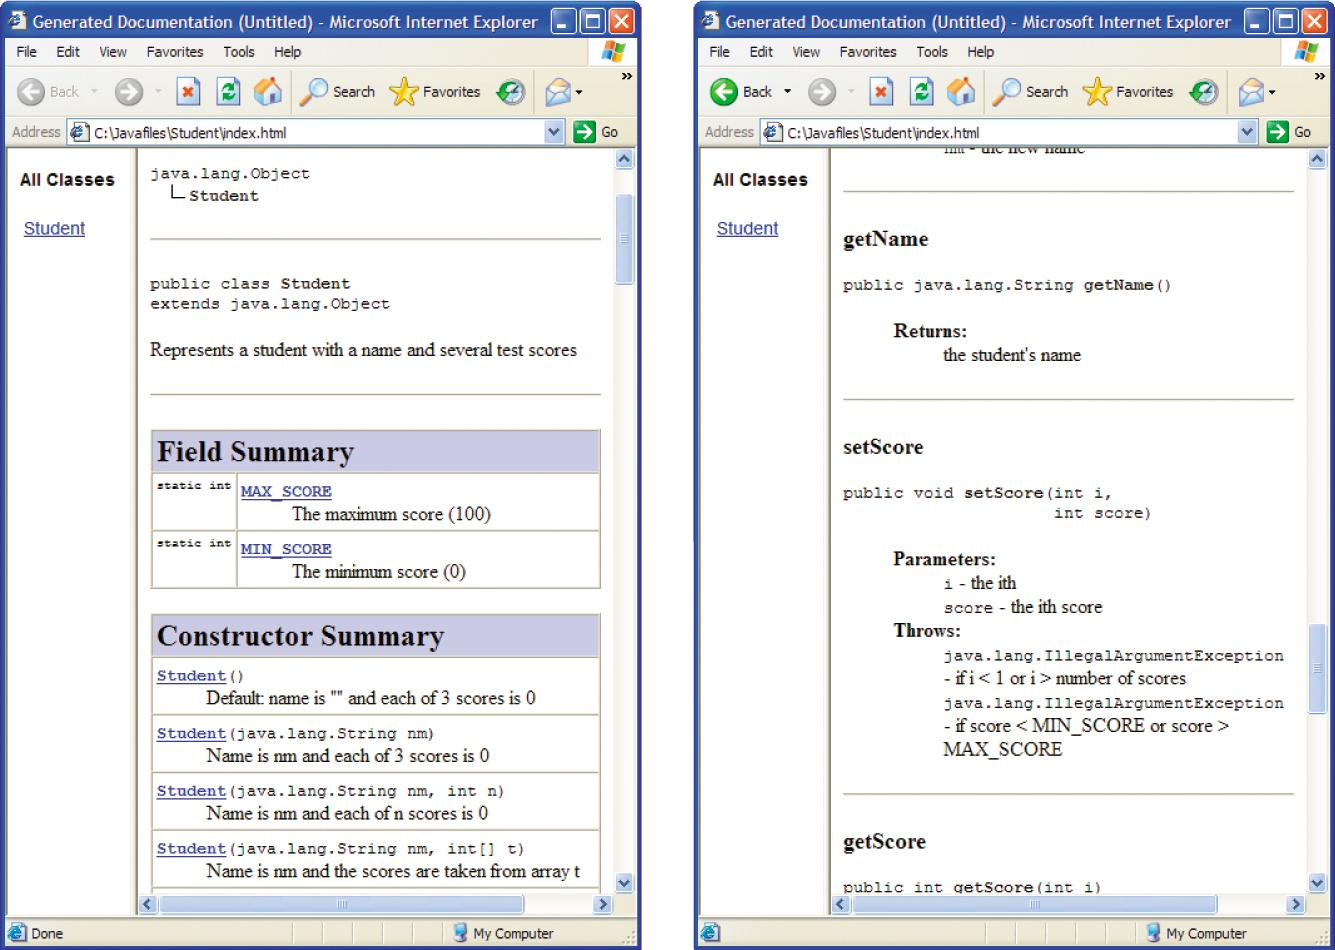 Generated Documentation (Untitled) - Microsoft Internet Explorer
File Edit View Favorites Tools Help
Back Search Favorites »
Address C:\Javafiles\Student\index.html Go
All Classes
Student
java.lang.Object
Student
public class Student
extends java.lang.Object
Represents a student with a name and several test scores
Field Summary
static int MAX_SCORE
The maximum score (100)
static int MIN_SCORE
The minimum score (0)
Constructor Summary
Student()
Default: name is "" and each of 3 scores is 0
Student(java.lang.String nm)
Name is nm and each of 3 scores is 0
Student(java.lang.String nm, int n)
Name is nm and each of n scores is 0
Student(java.lang.String nm, int[] t)
Name is nm and the scores are taken from array t
Done My Computer
Generated Documentation (Untitled) - Microsoft Internet Explorer
File Edit View Favorites Tools Help
Back Search Favorites »
Address C:\Javafiles\Student\index.html Go
All Classes
Student
nm - the new name
getName
public java.lang.String getName()
Returns:
the student's name
setScore
public void setScore(int i,
int score)
Parameters:
i - the ith
score - the ith score
Throws:
java.lang.IllegalArgumentException
- if i < 1 or i > number of scores
java.lang.IllegalArgumentException
- if score < MIN_SCORE or score >
MAX_SCORE
getScore
public int getScore(int i)
My Computer